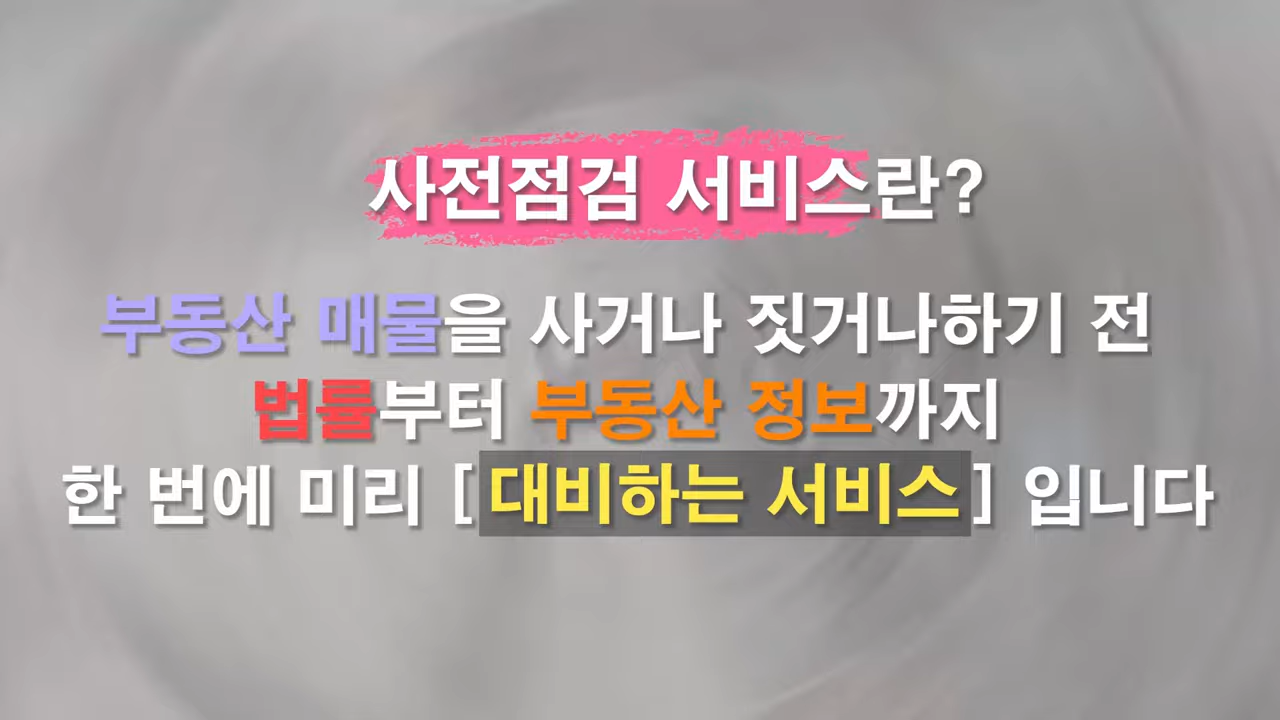 사전점검 서비스란?
부동산 매물을 사거나 짓거나하기 전
법률부터 부동산 정보까지
한 번에 미리 [대비하는 서비스] 입니다